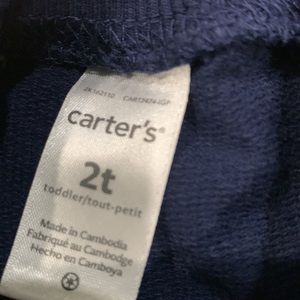 carter's®
2t
toddler/tout-petit
Made in Cambodia
Fabriqué au Cambodge
Hecho en Camboya